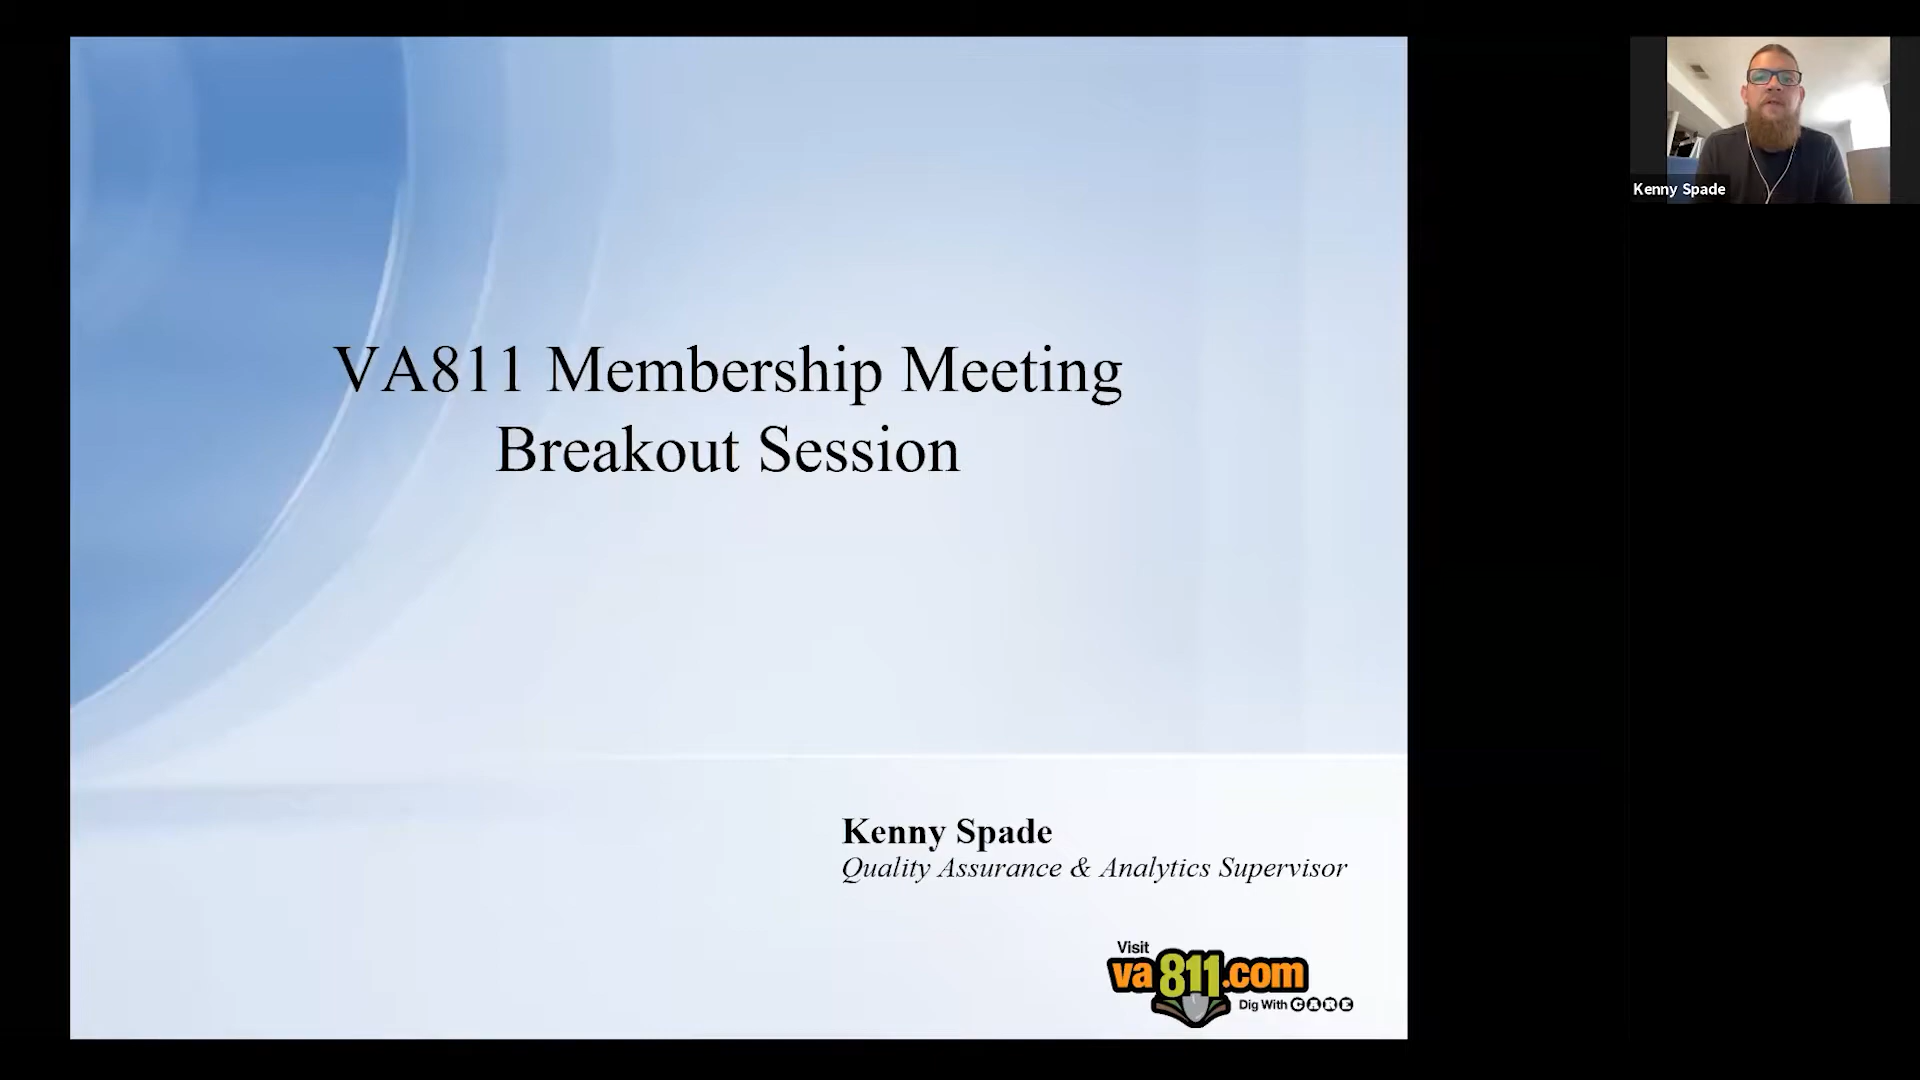 VA811 Membership Meeting
Breakout Session
Kenny Spade
Quality Assurance & Analytics Supervisor
Visit
va811.com
Dig With CARE
Kenny Spade